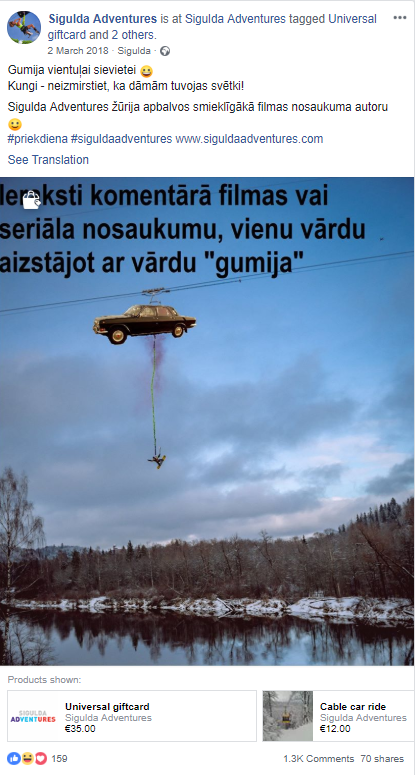 Sigulda Adventures is at Sigulda Adventures tagged Universal
giftcard and 2 others.
2 March 2018 · Sigulda ·
Gumija vientuļai sievietei 😀
Kungi - neizmirstiet, ka dāmām tuvojas svētki!
Sigulda Adventures žūrija apbalvos smieklīgākā filmas nosaukuma autoru
🙂
#priekdiena #siguldaadventures www.siguldaadventures.com
See Translation
ksti komentārā filmas vai
seriāla nosaukumu, vienu vārdu
aizstājot ar vārdu "gumija"
Products shown:
SIGULDA
ADVENTURES
Universal giftcard
Sigulda Adventures
€35.00
Cable car ride
Sigulda Adventures
€12.00
159
1.3K Comments 70 shares